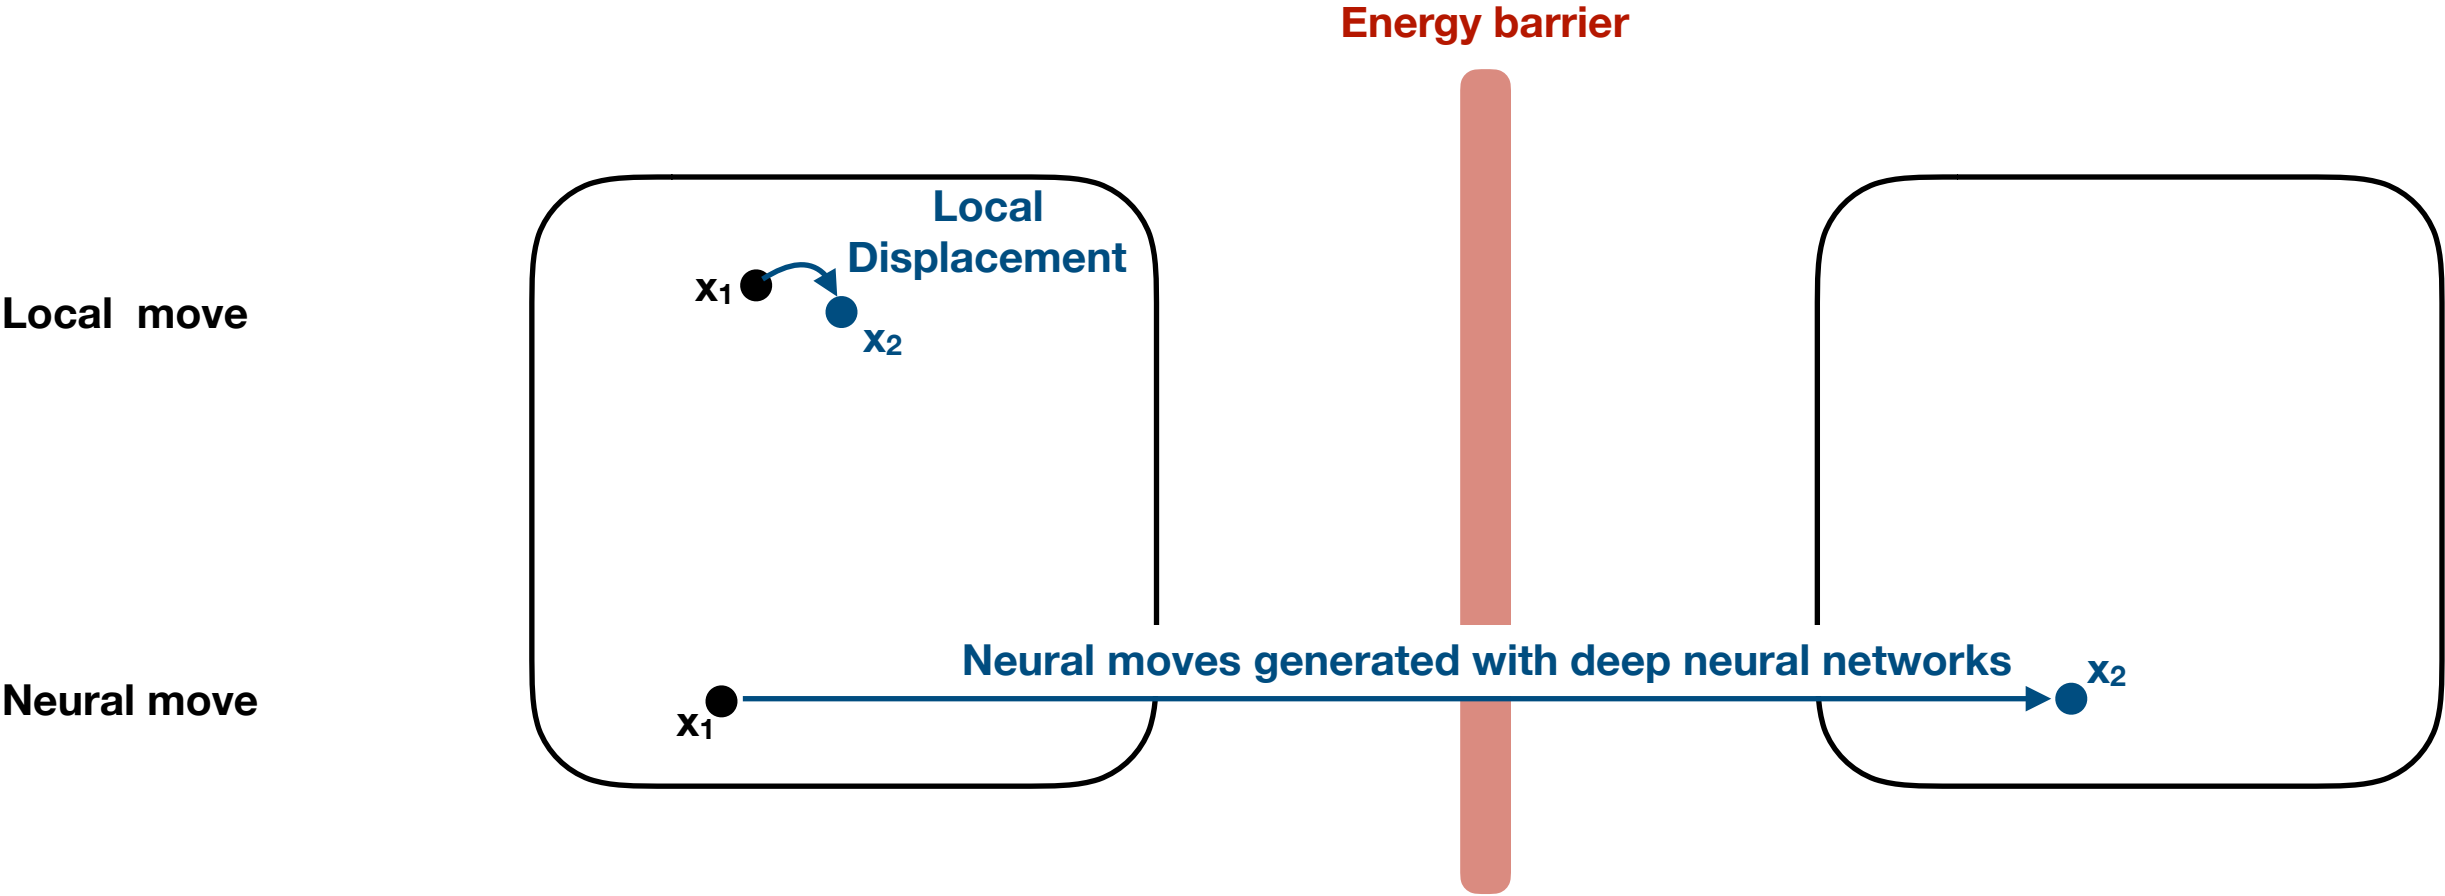 Energy barrier
Local
Displacement
x₁
x₂
Local  move
Neural moves generated with deep neural networks
x₂
Neural move
x₁